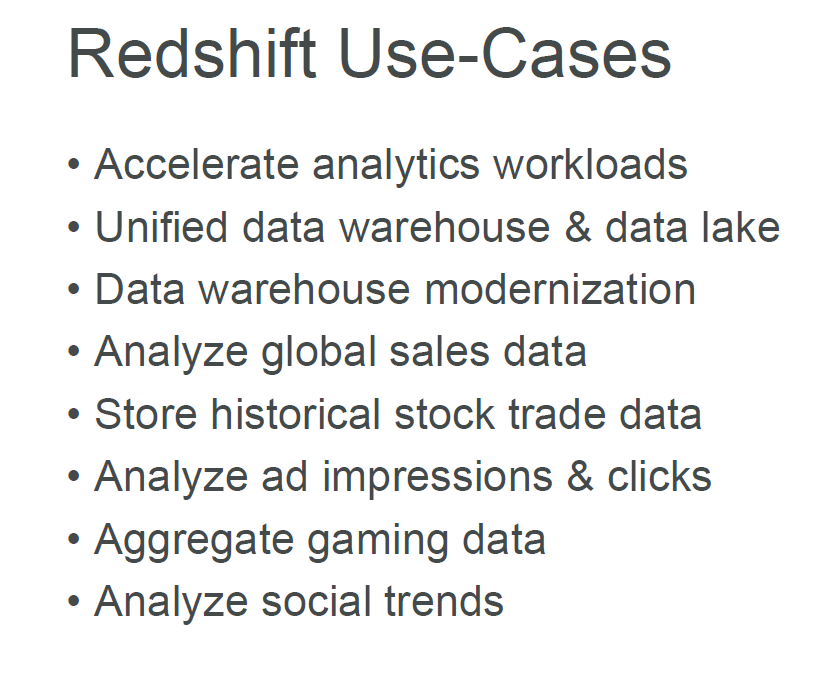 Redshift Use-Cases
• Accelerate analytics workloads
• Unified data warehouse & data lake
• Data warehouse modernization
• Analyze global sales data
• Store historical stock trade data
• Analyze ad impressions & clicks
• Aggregate gaming data
• Analyze social trends